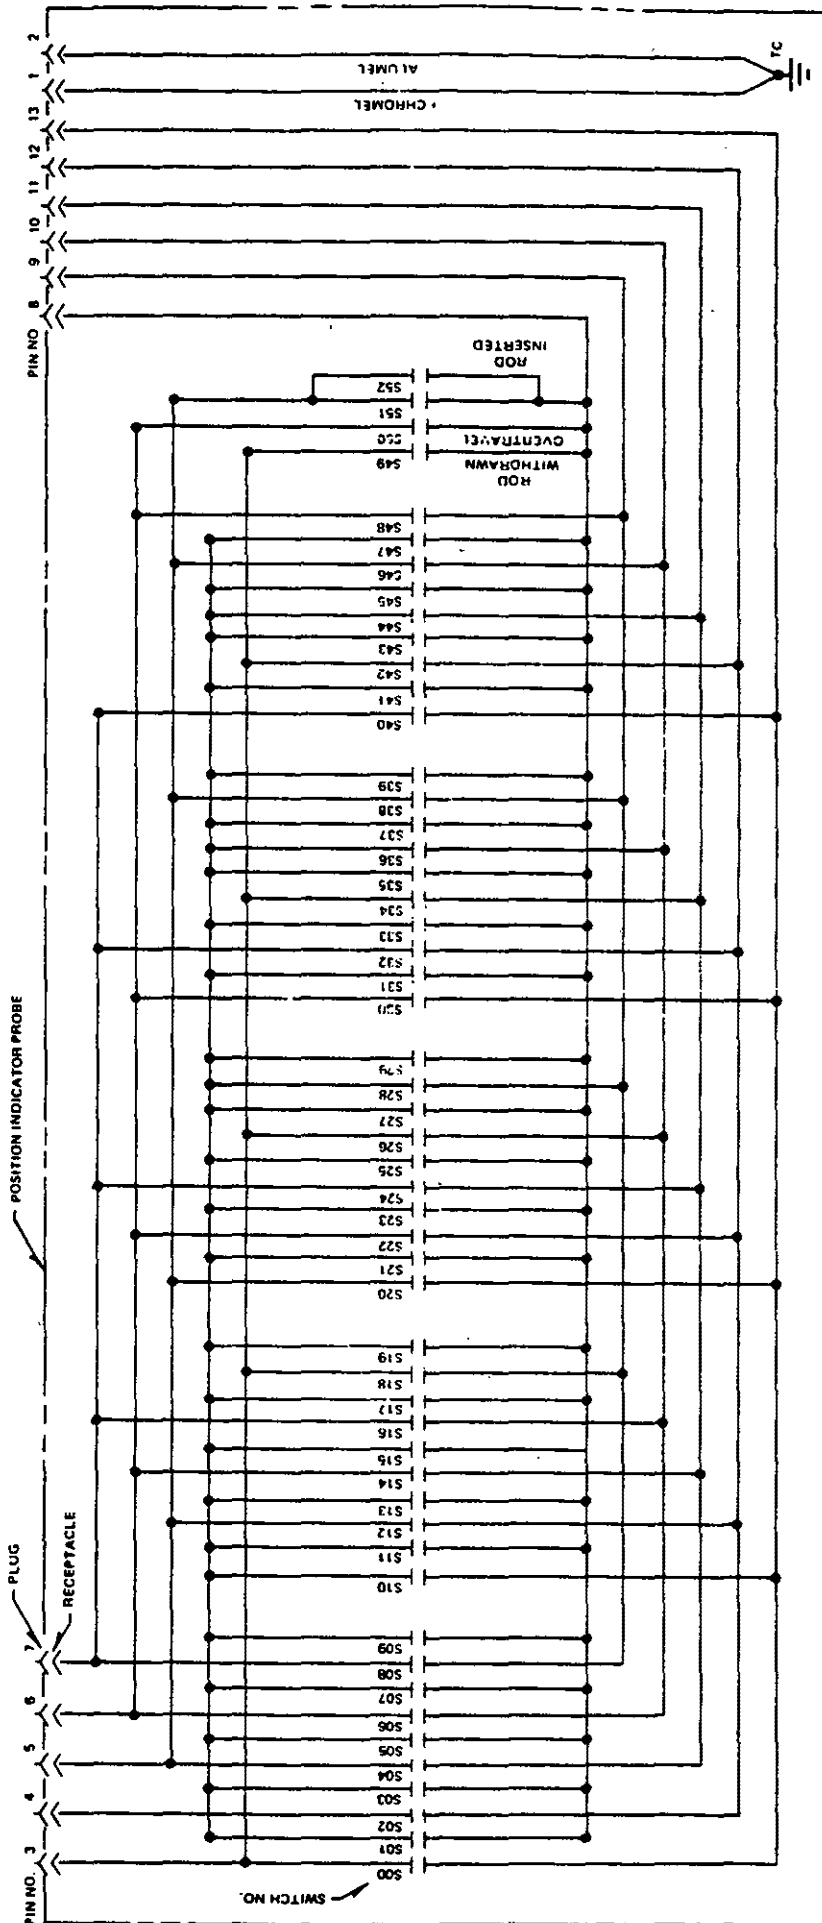 POSITION INDICATOR PROBE
PLUG
RECEPTACLE
PIN NO. 3
4
5
6
7
PIN NO 8
9
10
11
12
13
1
2
+ CHROMEL
ALUMEL
TC
SWITCH NO.
S00
S01
S02
S03
S04
S05
S06
S07
S08
S09
S10
S11
S12
S13
S14
S15
S16
S17
S18
S19
S20
S21
S22
S23
S24
S25
S26
S27
S28
S29
S30
S31
S32
S33
S34
S35
S36
S37
S38
S39
S40
S41
S42
S43
S44
S45
S46
S47
S48
S49
S50
S51
S52
ROD
WITHDRAWN
OVERTRAVEL
ROD
INSERTED